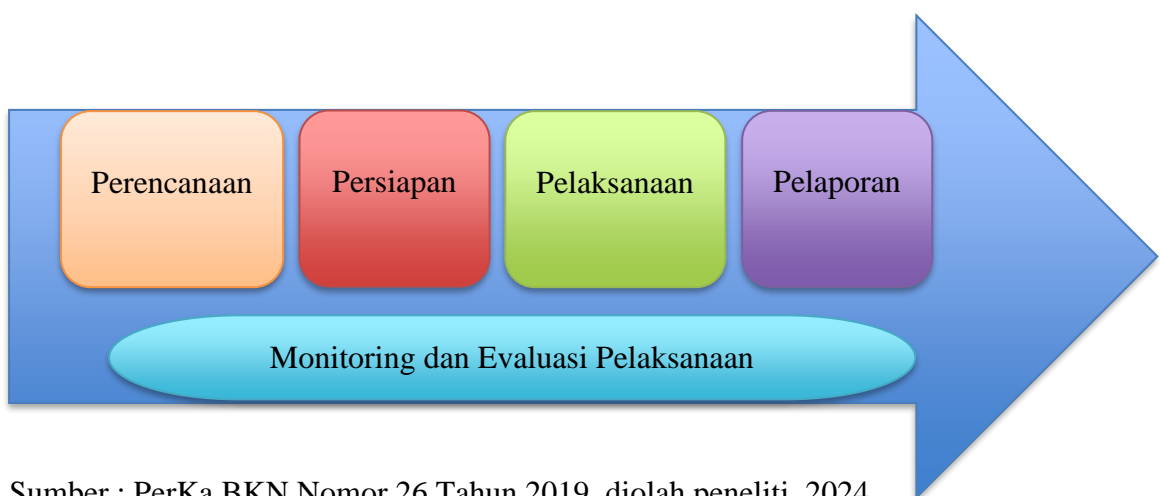 Perencanaan
Persiapan
Pelaksanaan
Pelaporan
Monitoring dan Evaluasi Pelaksanaan
Sumber : PerKa BKN Nomor 26 Tahun 2019, diolah peneliti, 2024